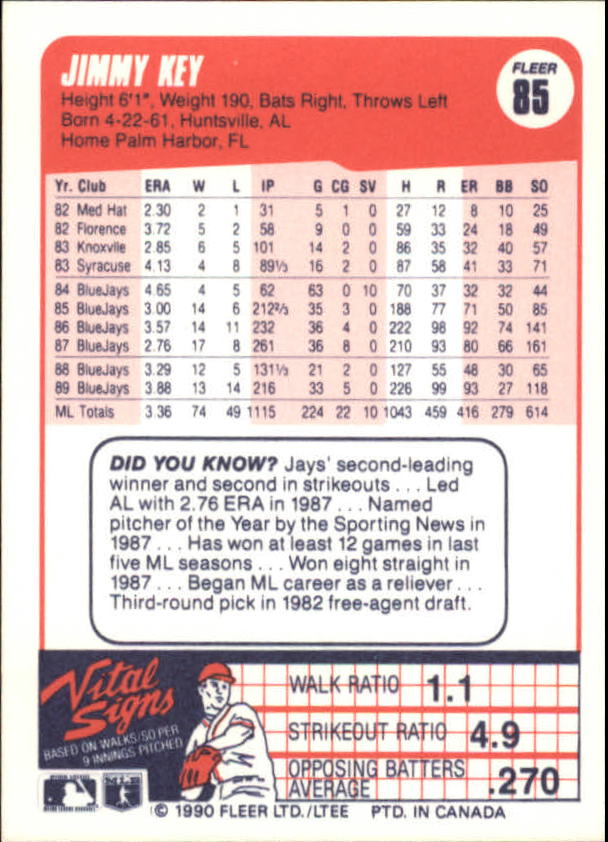 JIMMY KEY
FLEER
85
Height 6'1", Weight 190, Bats Right, Throws Left
Born 4-22-61, Huntsville, AL
Home Palm Harbor, FL
Yr. Club ERA W L IP G CG SV H R ER BB SO
82 Med Hat 2.30 2 1 31 5 1 0 27 12 8 10 25
82 Florence 3.72 5 2 58 9 0 0 59 33 24 18 49
83 Knoxvlle 2.85 6 5 101 14 2 0 86 35 32 40 57
83 Syracuse 4.13 4 8 89⅓ 16 2 0 87 58 41 33 71
84 BlueJays 4.65 4 5 62 63 0 10 70 37 32 32 44
85 BlueJays 3.00 14 6 212⅔ 35 3 0 188 77 71 50 85
86 BlueJays 3.57 14 11 232 36 4 0 222 98 92 74 141
87 BlueJays 2.76 17 8 261 36 8 0 210 93 80 66 161
88 BlueJays 3.29 12 5 131⅓ 21 2 0 127 55 48 30 65
89 BlueJays 3.88 13 14 216 33 5 0 226 99 93 27 118
ML Totals 3.36 74 49 1115 224 22 10 1043 459 416 279 614
DID YOU KNOW? Jays' second-leading
winner and second in strikeouts . . . Led
AL with 2.76 ERA in 1987 . . . Named
pitcher of the Year by the Sporting News in
1987 . . . Has won at least 12 games in last
five ML seasons . . . Won eight straight in
1987 . . . Began ML career as a reliever . . .
Third-round pick in 1982 free-agent draft.
Vital
Signs
BASED ON WALKS/SO PER
9 INNINGS PITCHED
WALK RATIO 1.1
STRIKEOUT RATIO 4.9
OPPOSING BATTERS
AVERAGE .270
© 1990 FLEER LTD./LTEE PTD. IN CANADA